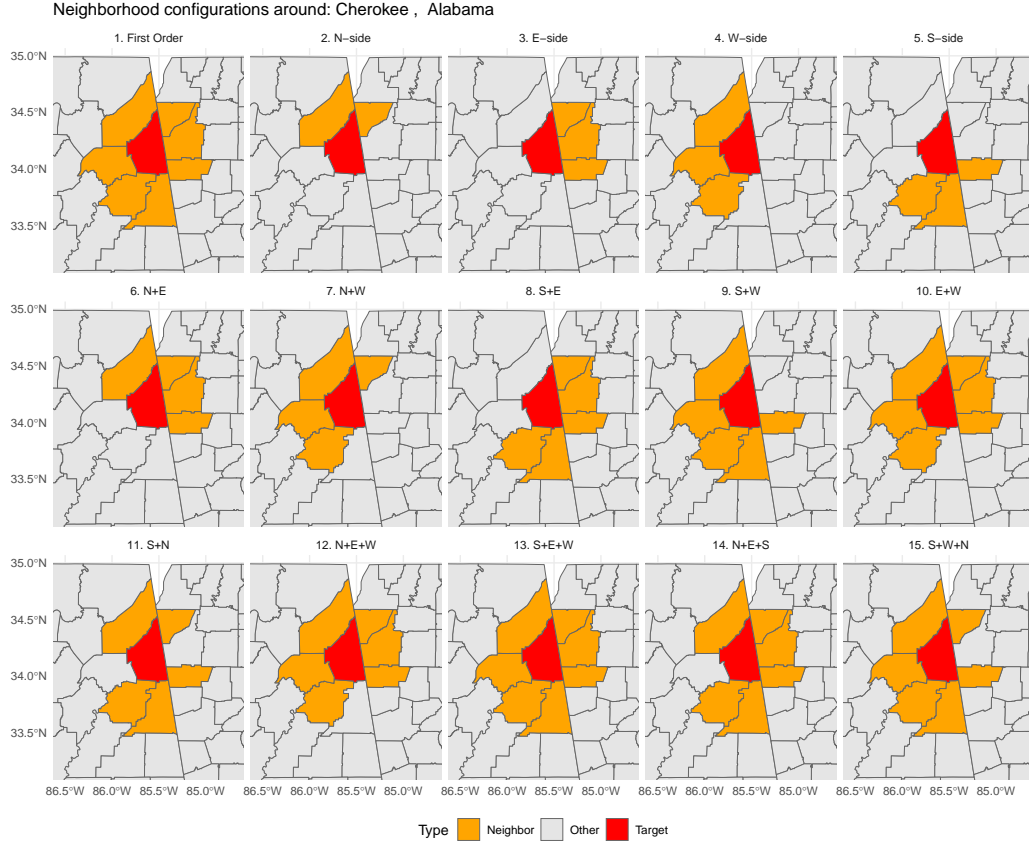 Neighborhood configurations around: Cherokee , Alabama
1. First Order
2. N−side
3. E−side
4. W−side
5. S−side
35.0°N
34.5°N
34.0°N
33.5°N
6. N+E
7. N+W
8. S+E
9. S+W
10. E+W
35.0°N
34.5°N
34.0°N
33.5°N
11. S+N
12. N+E+W
13. S+E+W
14. N+E+S
15. S+W+N
35.0°N
34.5°N
34.0°N
33.5°N
86.5°W 86.0°W 85.5°W 85.0°W 86.5°W 86.0°W 85.5°W 85.0°W 86.5°W 86.0°W 85.5°W 85.0°W 86.5°W 86.0°W 85.5°W 85.0°W 86.5°W 86.0°W 85.5°W 85.0°W
Type Neighbor Other Target